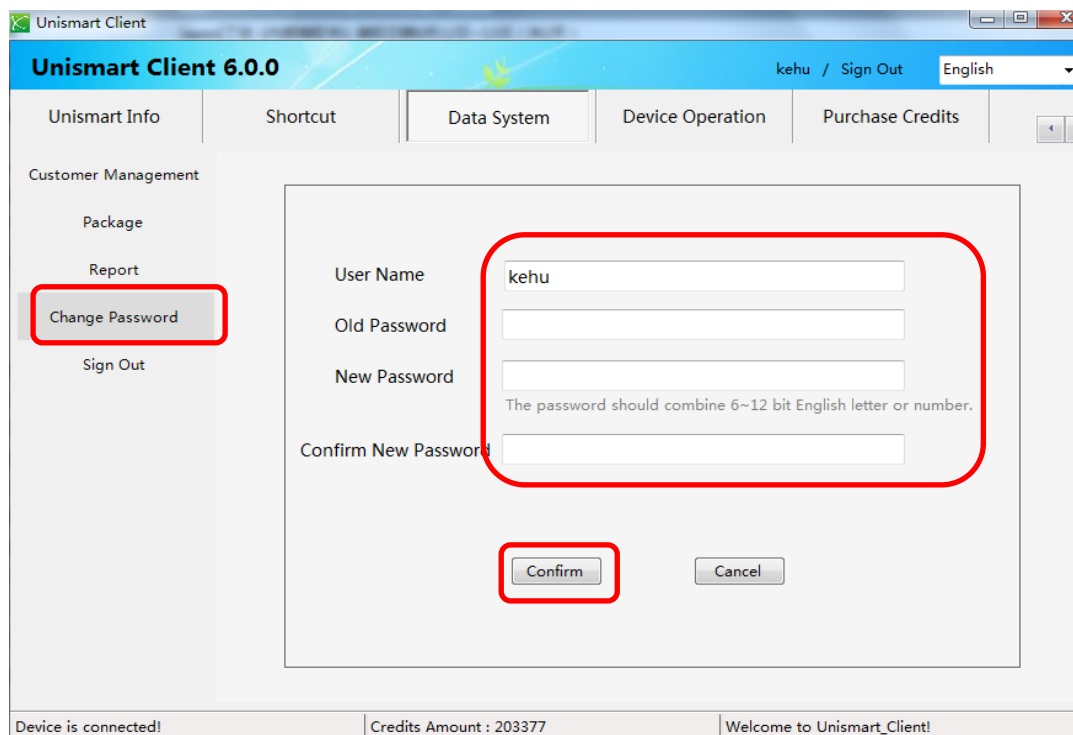 Unismart Client
Unismart Client 6.0.0
kehu / Sign Out
English
Unismart Info
Shortcut
Data System
Device Operation
Purchase Credits
Customer Management
Package
Report
Change Password
Sign Out
User Name
kehu
Old Password
New Password
The password should combine 6~12 bit English letter or number.
Confirm New Password
Confirm
Cancel
Device is connected!
Credits Amount : 203377
Welcome to Unismart_Client!